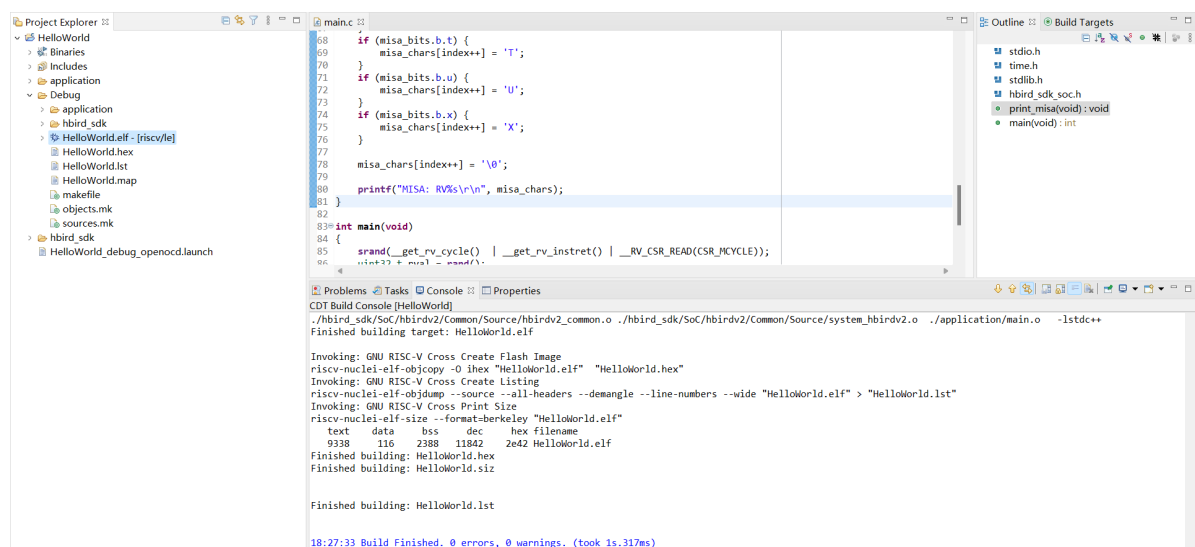 Project Explorer
HelloWorld
Binaries
Includes
application
Debug
application
hbird_sdk
HelloWorld.elf - [riscv/le]
HelloWorld.hex
HelloWorld.lst
HelloWorld.map
makefile
objects.mk
sources.mk
hbird_sdk
HelloWorld_debug_openocd.launch
main.c
68 if (misa_bits.b.t) {
69 misa_chars[index++] = 'T';
70 }
71 if (misa_bits.b.u) {
72 misa_chars[index++] = 'U';
73 }
74 if (misa_bits.b.x) {
75 misa_chars[index++] = 'X';
76 }
77
78 misa_chars[index++] = '\0';
79
80 printf("MISA: RV%s\r\n", misa_chars);
81 }
82
83 int main(void)
84 {
85 srand(__get_rv_cycle() | __get_rv_instret() | __RV_CSR_READ(CSR_MCYCLE));
86 uint32_t rval = rand();
Outline Build Targets
stdio.h
time.h
stdlib.h
hbird_sdk_soc.h
print_misa(void) : void
main(void) : int
Problems Tasks Console Properties
CDT Build Console [HelloWorld]
./hbird_sdk/SoC/hbirdv2/Common/Source/hbirdv2_common.o ./hbird_sdk/SoC/hbirdv2/Common/Source/system_hbirdv2.o ./application/main.o -lstdc++
Finished building target: HelloWorld.elf
Invoking: GNU RISC-V Cross Create Flash Image
riscv-nuclei-elf-objcopy -O ihex "HelloWorld.elf" "HelloWorld.hex"
Invoking: GNU RISC-V Cross Create Listing
riscv-nuclei-elf-objdump --source --all-headers --demangle --line-numbers --wide "HelloWorld.elf" > "HelloWorld.lst"
Invoking: GNU RISC-V Cross Print Size
riscv-nuclei-elf-size --format=berkeley "HelloWorld.elf"
text data bss dec hex filename
9338 116 2388 11842 2e42 HelloWorld.elf
Finished building: HelloWorld.hex
Finished building: HelloWorld.siz
Finished building: HelloWorld.lst
18:27:33 Build Finished. 0 errors, 0 warnings. (took 1s.317ms)